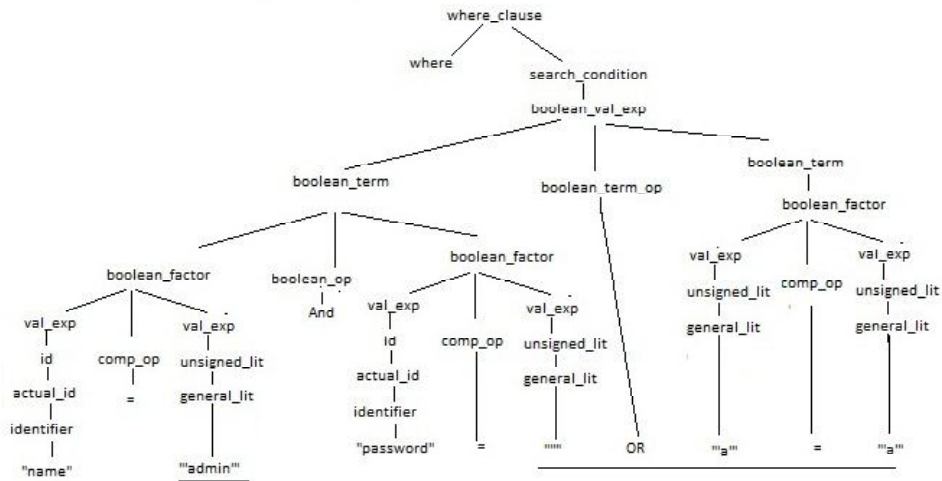 where_clause
where
search_condition
boolean_val_exp
boolean_term boolean_term_op boolean_term
boolean_factor
boolean_factor boolean_op boolean_factor val_exp comp_op val_exp
And
val_exp val_exp val_exp val_exp unsigned_lit unsigned_lit
id comp_op unsigned_lit id comp_op unsigned_lit general_lit general_lit
actual_id = general_lit actual_id general_lit
identifier identifier
"name" "'admin'" "password" = "''" OR "'a'" = "'a'"